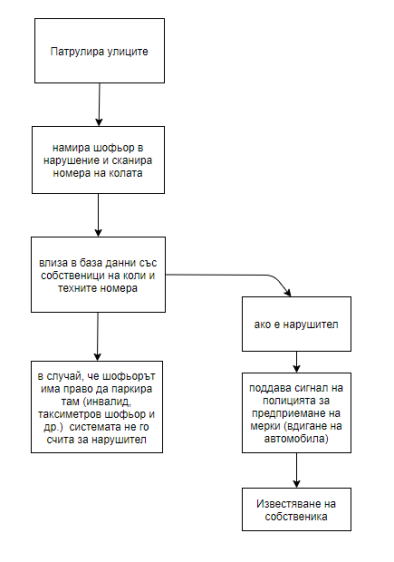 Патрулира улиците
намира шофьор в
нарушение и сканира
номера на колата
влиза в база данни със
собственици на коли и
техните номера
ако е нарушител
в случай, че шофьорът
има право да паркира
там (инвалид,
таксиметров шофьор и
др.) системата не го
счита за нарушител
поддава сигнал на
полицията за
предприемане на
мерки (вдигане на
автомобила)
Известяване на
собственика